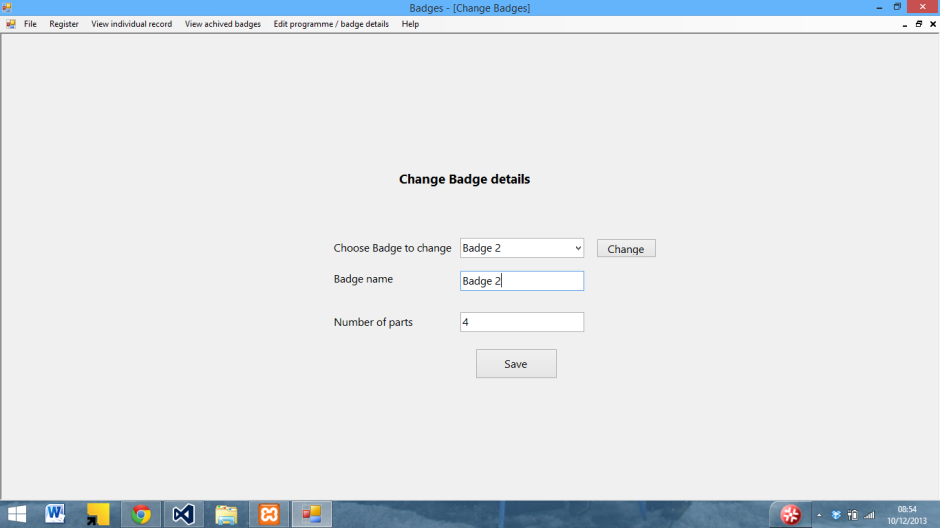 Badges - [Change Badges]
File Register View individual record View achived badges Edit programme / badge details Help
Change Badge details
Choose Badge to change Badge 2 Change
Badge name Badge 2
Number of parts 4
Save
08:54
10/12/2013